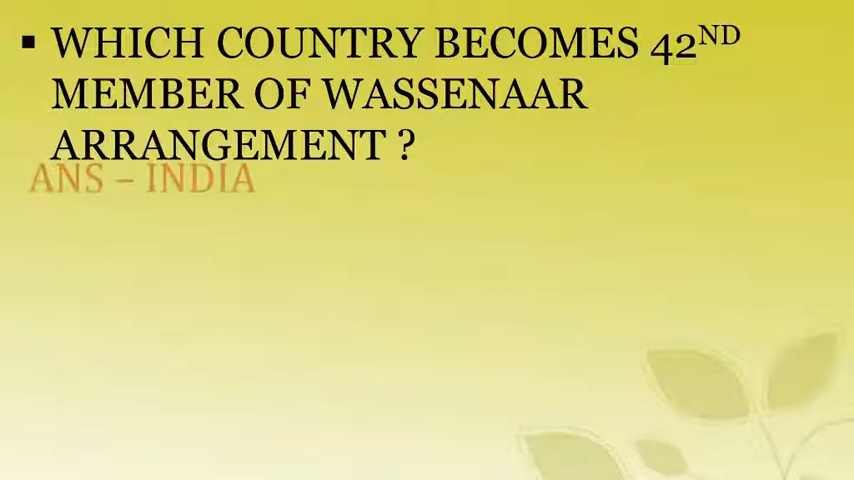 ▪ WHICH COUNTRY BECOMES 42ND
MEMBER OF WASSENAAR
ARRANGEMENT ?
ANS – INDIA